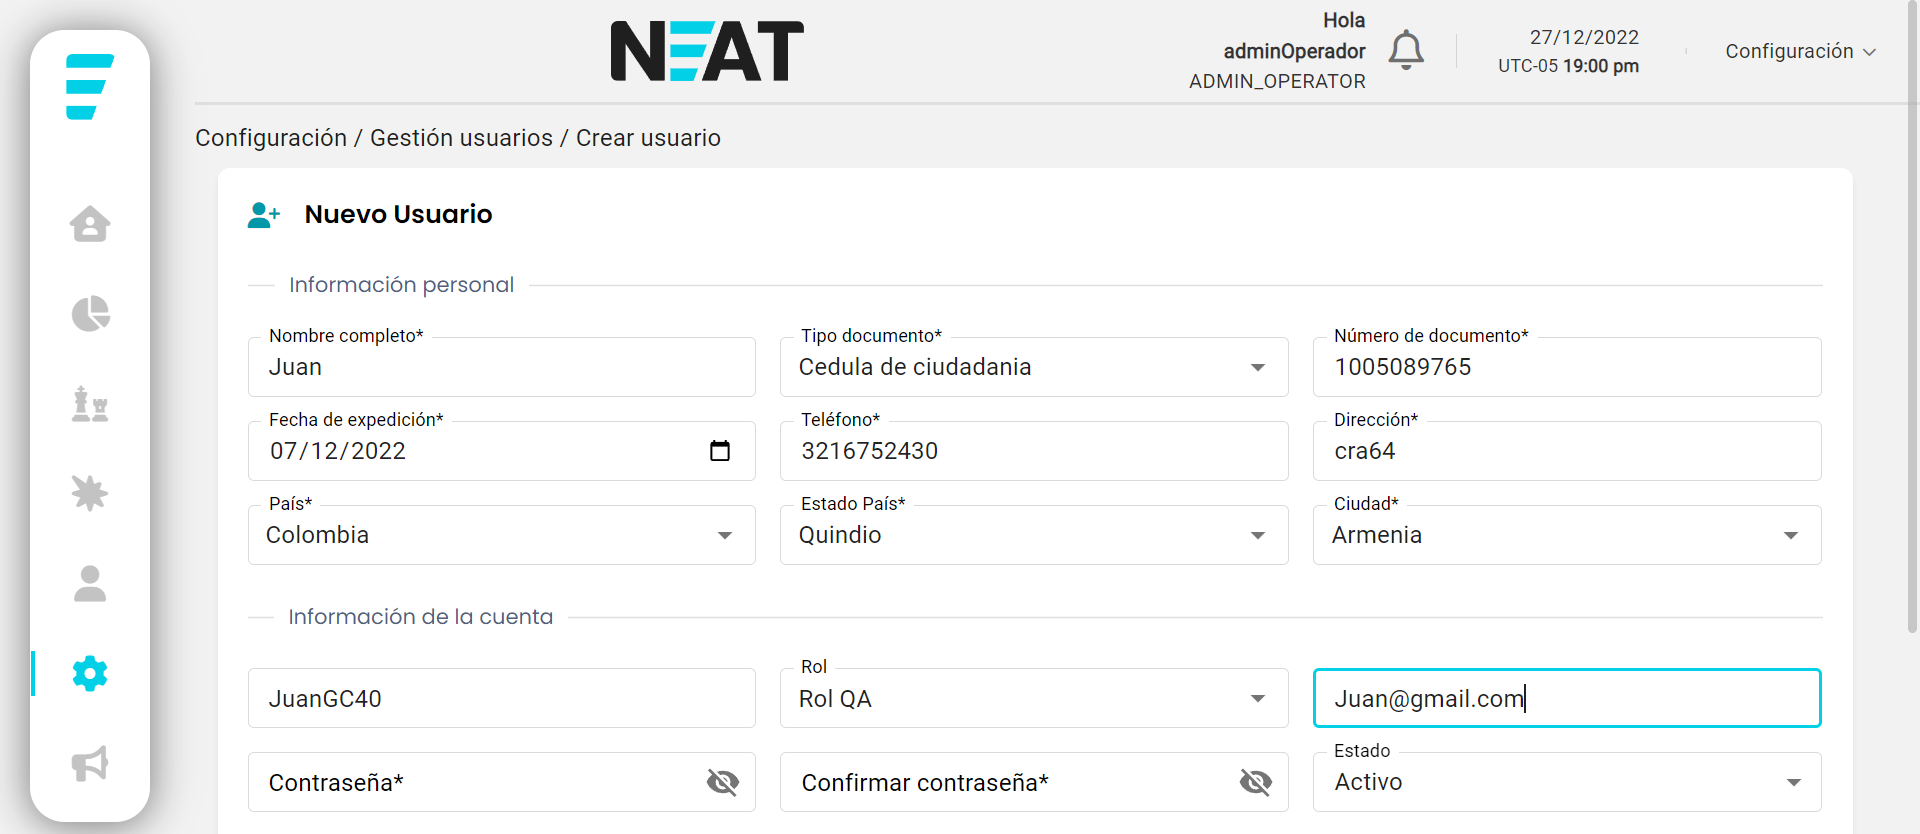 NEAT
Hola
adminOperador
ADMIN_OPERATOR
27/12/2022
UTC-05 19:00 pm
Configuración
Configuración / Gestión usuarios / Crear usuario
Nuevo Usuario
Información personal
Nombre completo*
Juan
Tipo documento*
Cedula de ciudadania
Número de documento*
1005089765
Fecha de expedición*
07/12/2022
Teléfono*
3216752430
Dirección*
cra64
País*
Colombia
Estado País*
Quindio
Ciudad*
Armenia
Información de la cuenta
JuanGC40
Rol
Rol QA
Juan@gmail.com
Contraseña*
Confirmar contraseña*
Estado
Activo